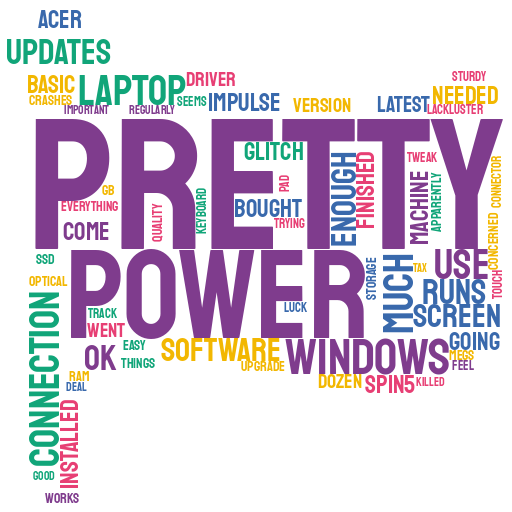 ACER
UPDATES
BASIC
LAPTOP
DRIVER
STURDY
CRASHES
SEEMS
IMPULSE
VERSION
LATEST
NEEDED
IMPORTANT
REGULARLY
LACKLUSTER
PRETTY
GLITCH
ENOUGH
FINISHED
TWEAK
MACHINE
APPARENTLY
CONNECTOR
GB
PAD
KEYBOARD
EVERYTHING
QUALITY
BOUGHT
TRYING
COME
CONCERNED
SSD
POWER
STORAGE
MUCH
TAX
USE
TOUCH
OPTICAL
RUNS
LUCK
TRACK
SCREEN
WENT
CONNECTION
OK
EASY
THINGS
SOFTWARE
UPGRADE
WINDOWS
GOING
MEGS
FEEL
RAM
DEAL
DOZEN
SPIN5
KILLED
INSTALLED
GOOD
WORKS